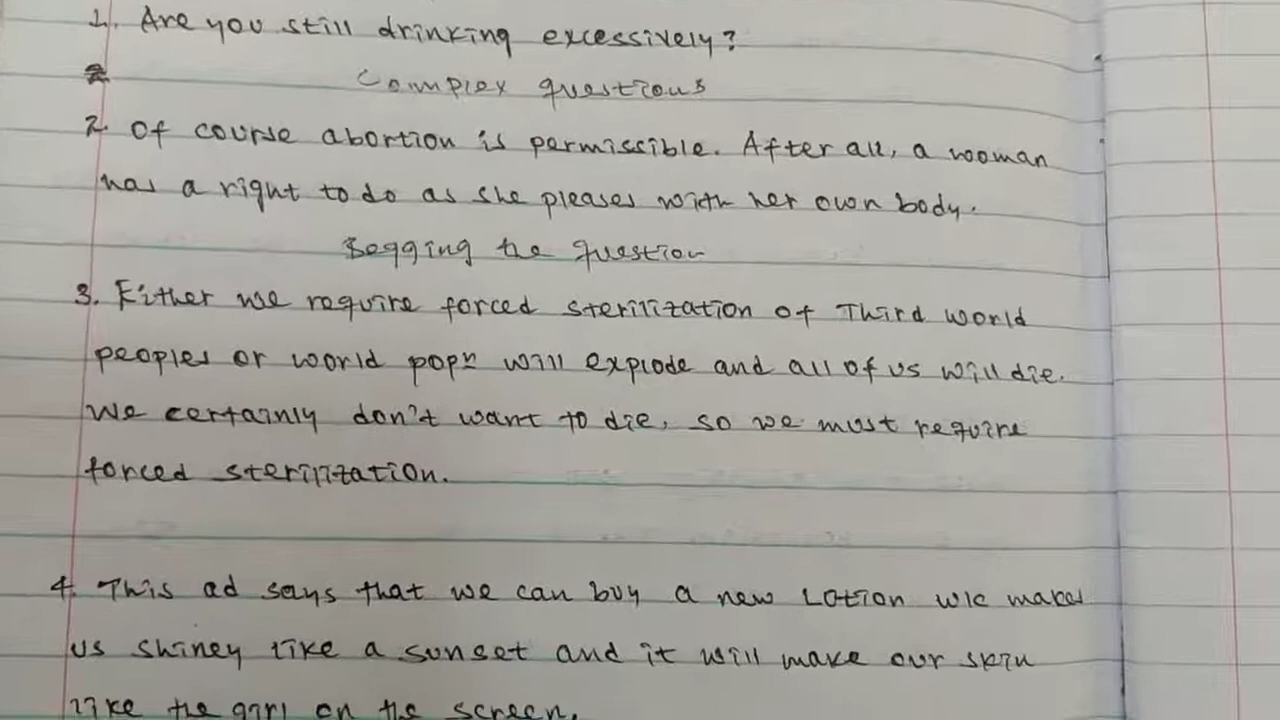 1. Are you still drinking excessively?
Complex questions
2. Of course abortion is permissible. After all, a woman
has a right to do as she pleases with her own body.
Begging the question
3. Either we require forced sterilization of Third world
peoples or world popn will explode and all of us will die.
We certainly don't want to die, so we must require
forced sterilization.
4. This ad says that we can buy a new Lotion wic makes
us shiney like a sunset and it will make our skin
like the girl on the screen.